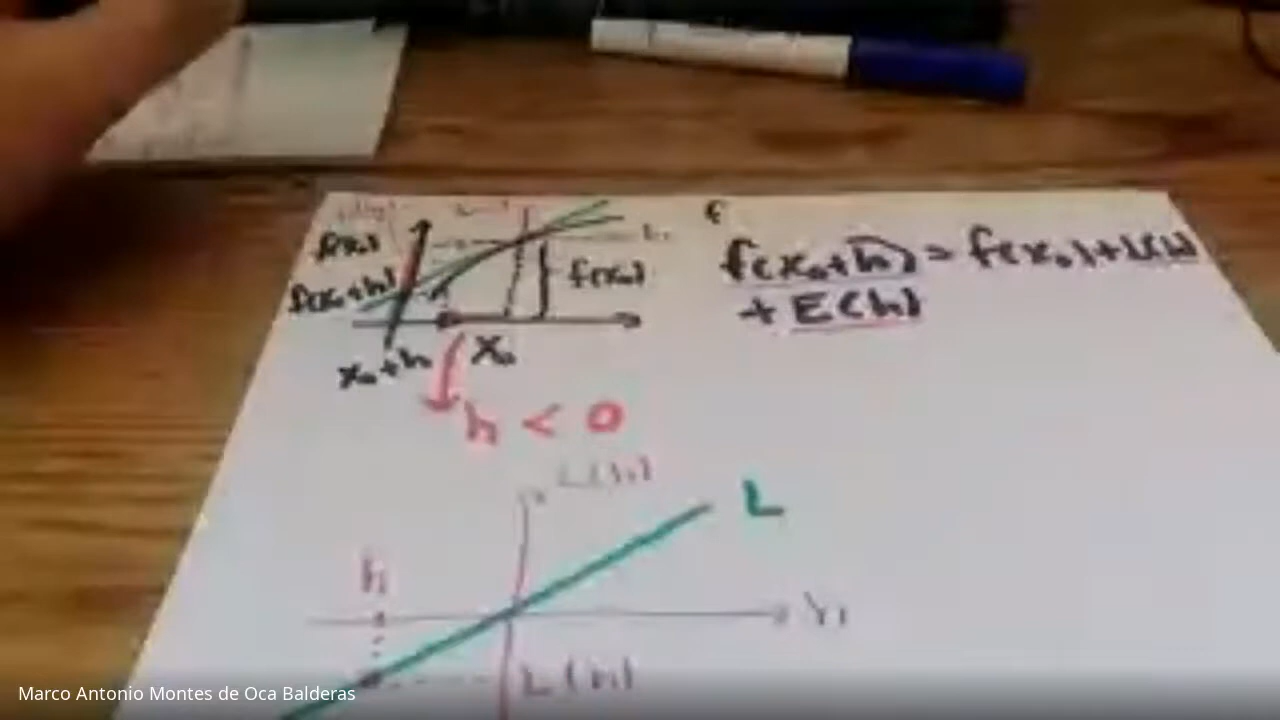 f
f(x₀+h) = f(x₀)+L(h)
+ E(h)
f(x₀)
f(x₀+h)
f(x₀)
x₀+h
x₀
h < 0
L(h)
L
h
h
L(h)
Marco Antonio Montes de Oca Balderas